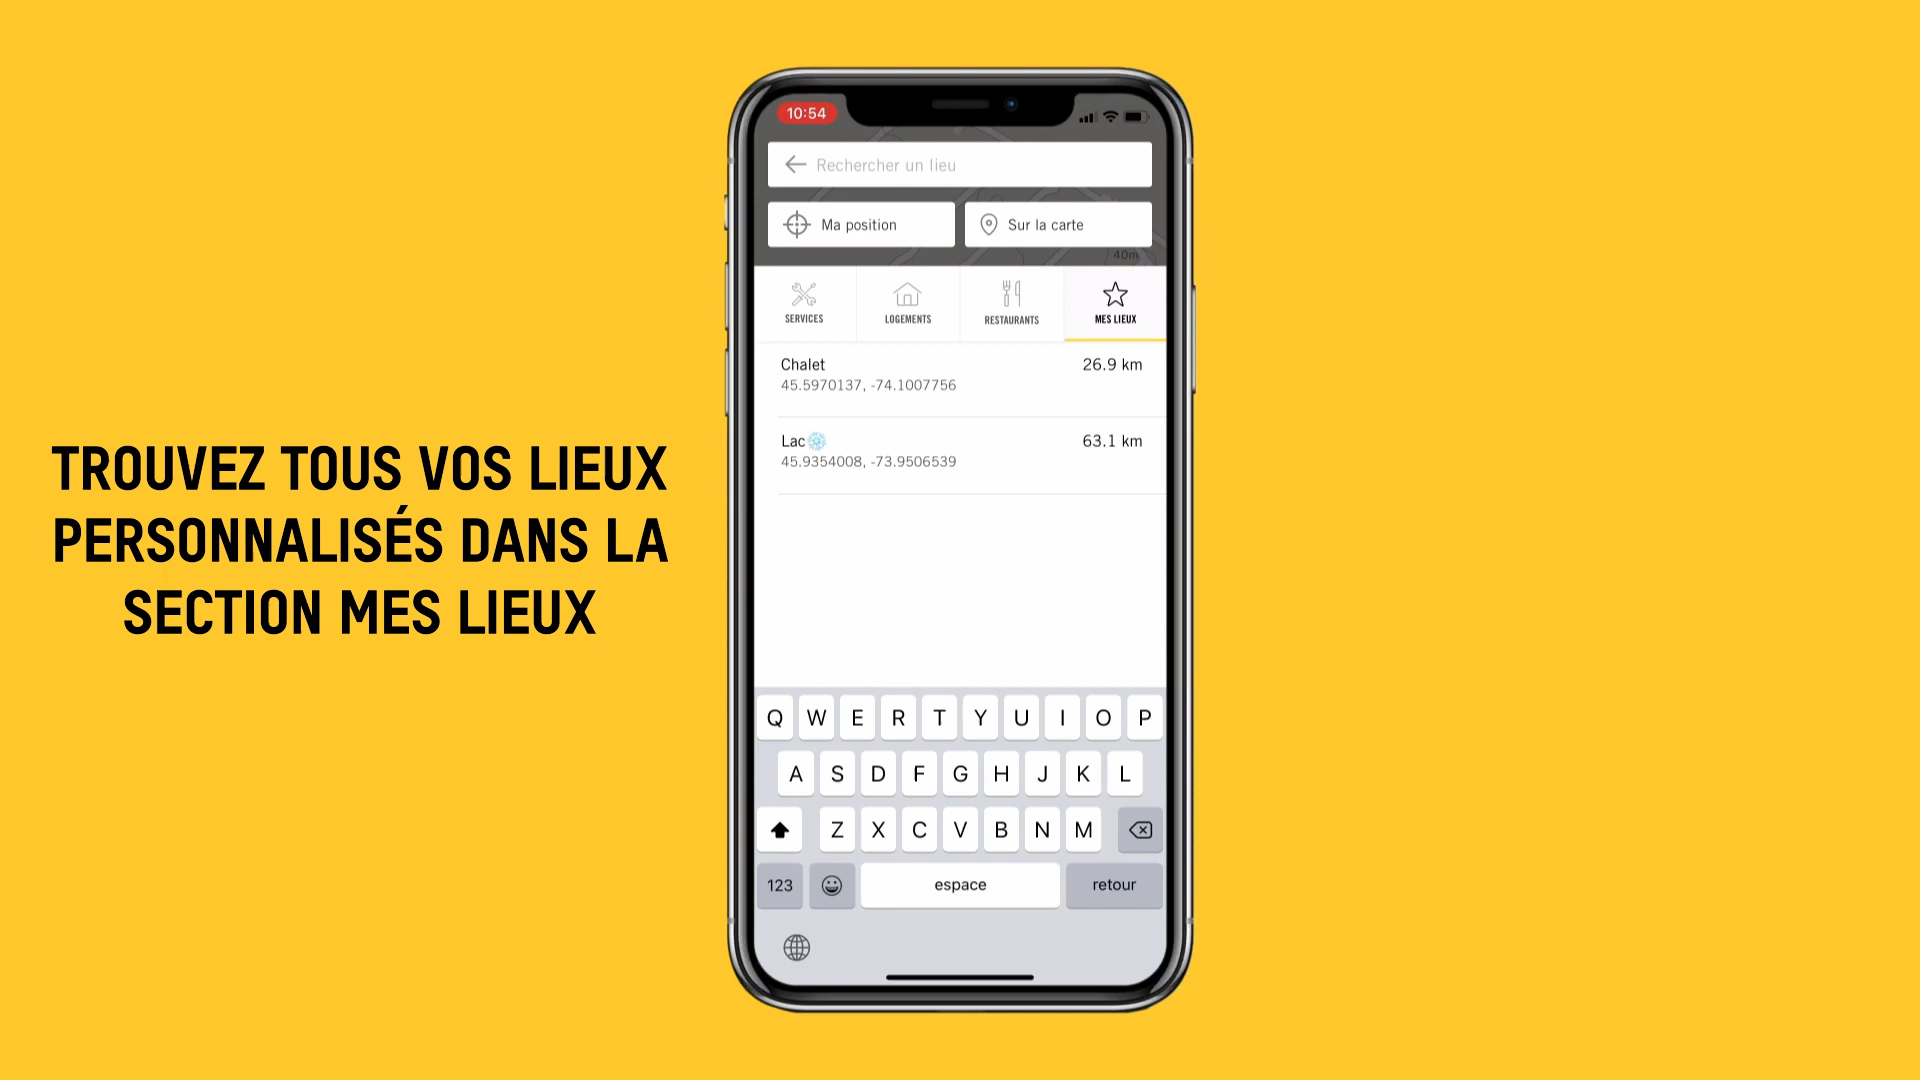 TROUVEZ TOUS VOS LIEUX
PERSONNALISÉS DANS LA
SECTION MES LIEUX
10:54
Rechercher un lieu
Ma position
Sur la carte
40m
SERVICES
LOGEMENTS
RESTAURANTS
MES LIEUX
Chalet
26.9 km
45.5970137, -74.1007756
Lac
63.1 km
45.9354008, -73.9506539
Q W E R T Y U I O P
A S D F G H J K L
Z X C V B N M
123
espace
retour